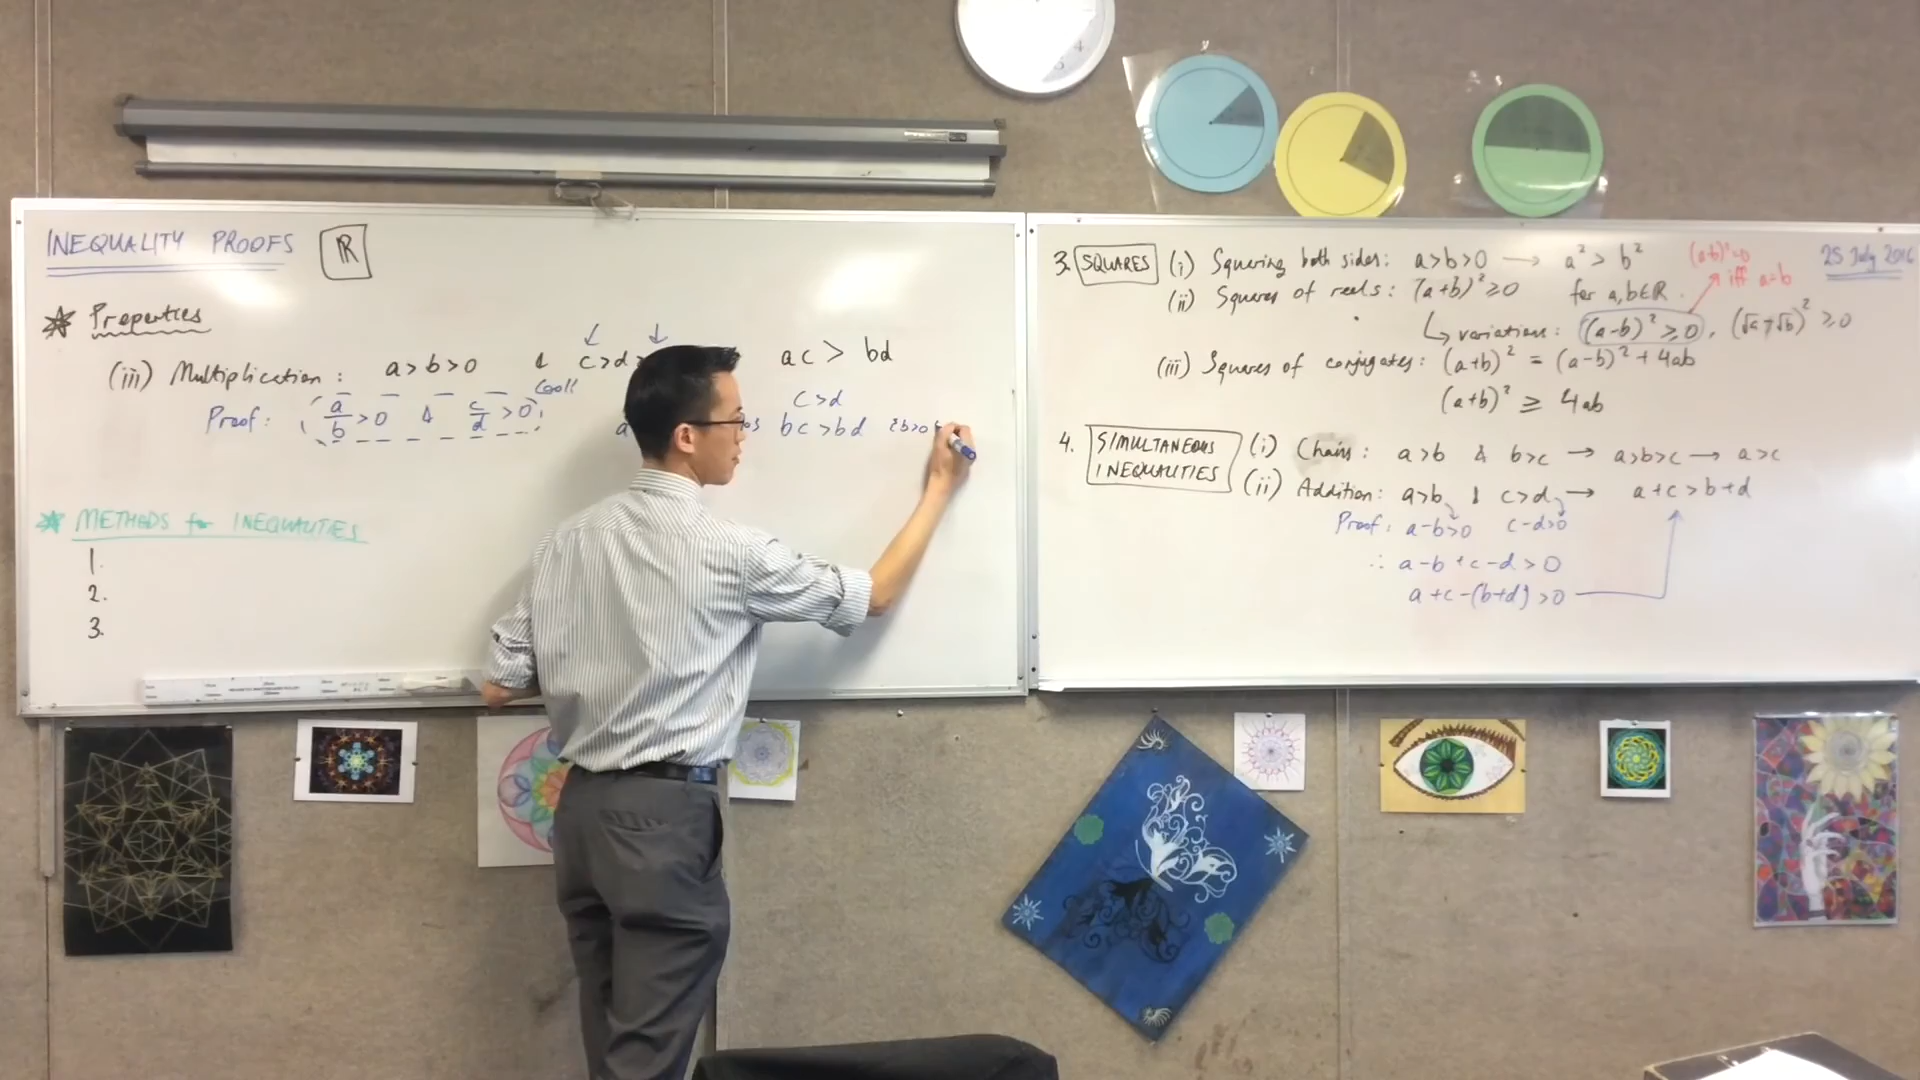 INEQUALITY PROOFS ℝ
* Properties
(iii) Multiplication : a>b>0 & c>d ac > bd
Cool!
Proof : ( a/b >0 & c/d >0 ) a c>d
bc >bd {b>0
* METHODS for INEQUALITIES
1.
2.
3.
3. SQUARES (i) Squaring both sides : a>b>0 → a² > b²
(a-b)²=0
iff a=b
25 July 2016
(ii) Squares of reals : (a+b)² ≥0 for a,b∈ℝ.
↳ variations : (a-b)² ≥0 , (√a+√b)² ≥0
(iii) Squares of conjugates : (a+b)² = (a-b)² + 4ab
(a+b)² ≥ 4ab
4. SIMULTANEOUS INEQUALITIES (i) Chains : a>b & b>c → a>b>c → a>c
(ii) Addition : a>b & c>d → a+c > b+d
Proof : a-b>0 c-d>0
∴ a-b+c-d > 0
a+c-(b+d) >0